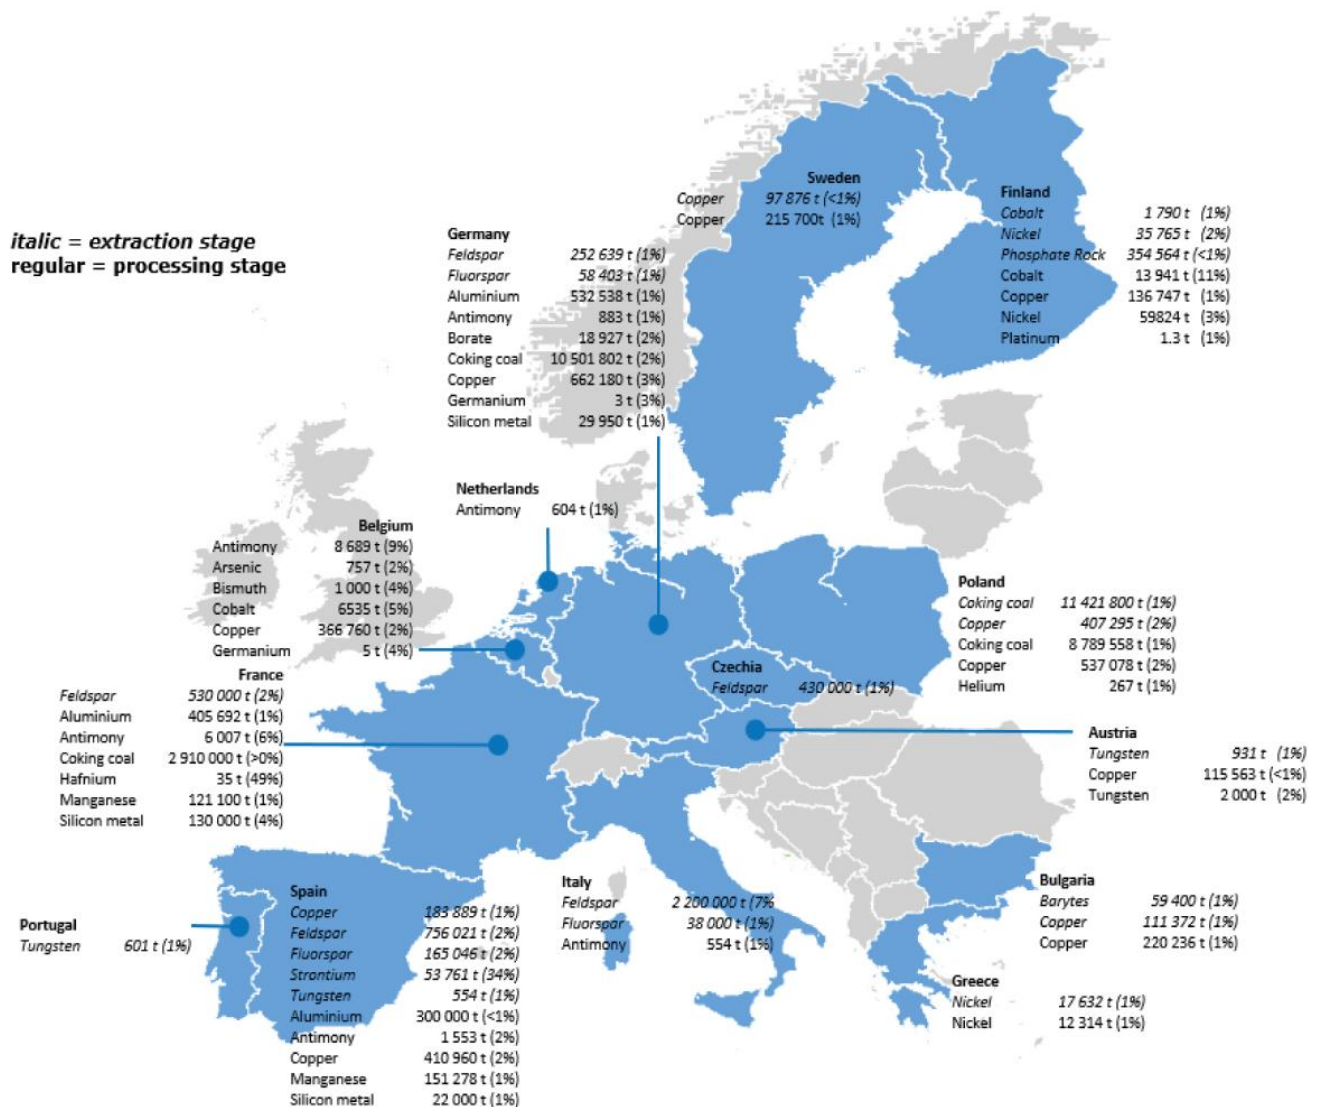 italic = extraction stage
regular = processing stage
Sweden
Copper 97 876 t (<1%)
Copper 215 700t (1%)
Finland
Cobalt 1 790 t (1%)
Nickel 35 765 t (2%)
Phosphate Rock 354 564 t (<1%)
Cobalt 13 941 t (11%)
Copper 136 747 t (1%)
Nickel 59824 t (3%)
Platinum 1.3 t (1%)
Germany
Feldspar 252 639 t (1%)
Fluorspar 58 403 t (1%)
Aluminium 532 538 t (1%)
Antimony 883 t (1%)
Borate 18 927 t (2%)
Coking coal 10 501 802 t (2%)
Copper 662 180 t (3%)
Germanium 3 t (3%)
Silicon metal 29 950 t (1%)
Netherlands
Antimony 604 t (1%)
Belgium
Antimony 8 689 t (9%)
Arsenic 757 t (2%)
Bismuth 1 000 t (4%)
Cobalt 6535 t (5%)
Copper 366 760 t (2%)
Germanium 5 t (4%)
Poland
Coking coal 11 421 800 t (1%)
Copper 407 295 t (2%)
Coking coal 8 789 558 t (1%)
Copper 537 078 t (2%)
Helium 267 t (1%)
Czechia
Feldspar 430 000 t (1%)
France
Feldspar 530 000 t (2%)
Aluminium 405 692 t (1%)
Antimony 6 007 t (6%)
Coking coal 2 910 000 t (>0%)
Hafnium 35 t (49%)
Manganese 121 100 t (1%)
Silicon metal 130 000 t (4%)
Austria
Tungsten 931 t (1%)
Copper 115 563 t (<1%)
Tungsten 2 000 t (2%)
Portugal
Tungsten 601 t (1%)
Spain
Copper 183 889 t (1%)
Feldspar 756 021 t (2%)
Fluorspar 165 046 t (2%)
Strontium 53 761 t (34%)
Tungsten 554 t (1%)
Aluminium 300 000 t (<1%)
Antimony 1 553 t (2%)
Copper 410 960 t (2%)
Manganese 151 278 t (1%)
Silicon metal 22 000 t (1%)
Italy
Feldspar 2 200 000 t (7%
Fluorspar 38 000 t (1%)
Antimony 554 t (1%)
Bulgaria
Barytes 59 400 t (1%)
Copper 111 372 t (1%)
Copper 220 236 t (1%)
Greece
Nickel 17 632 t (1%)
Nickel 12 314 t (1%)